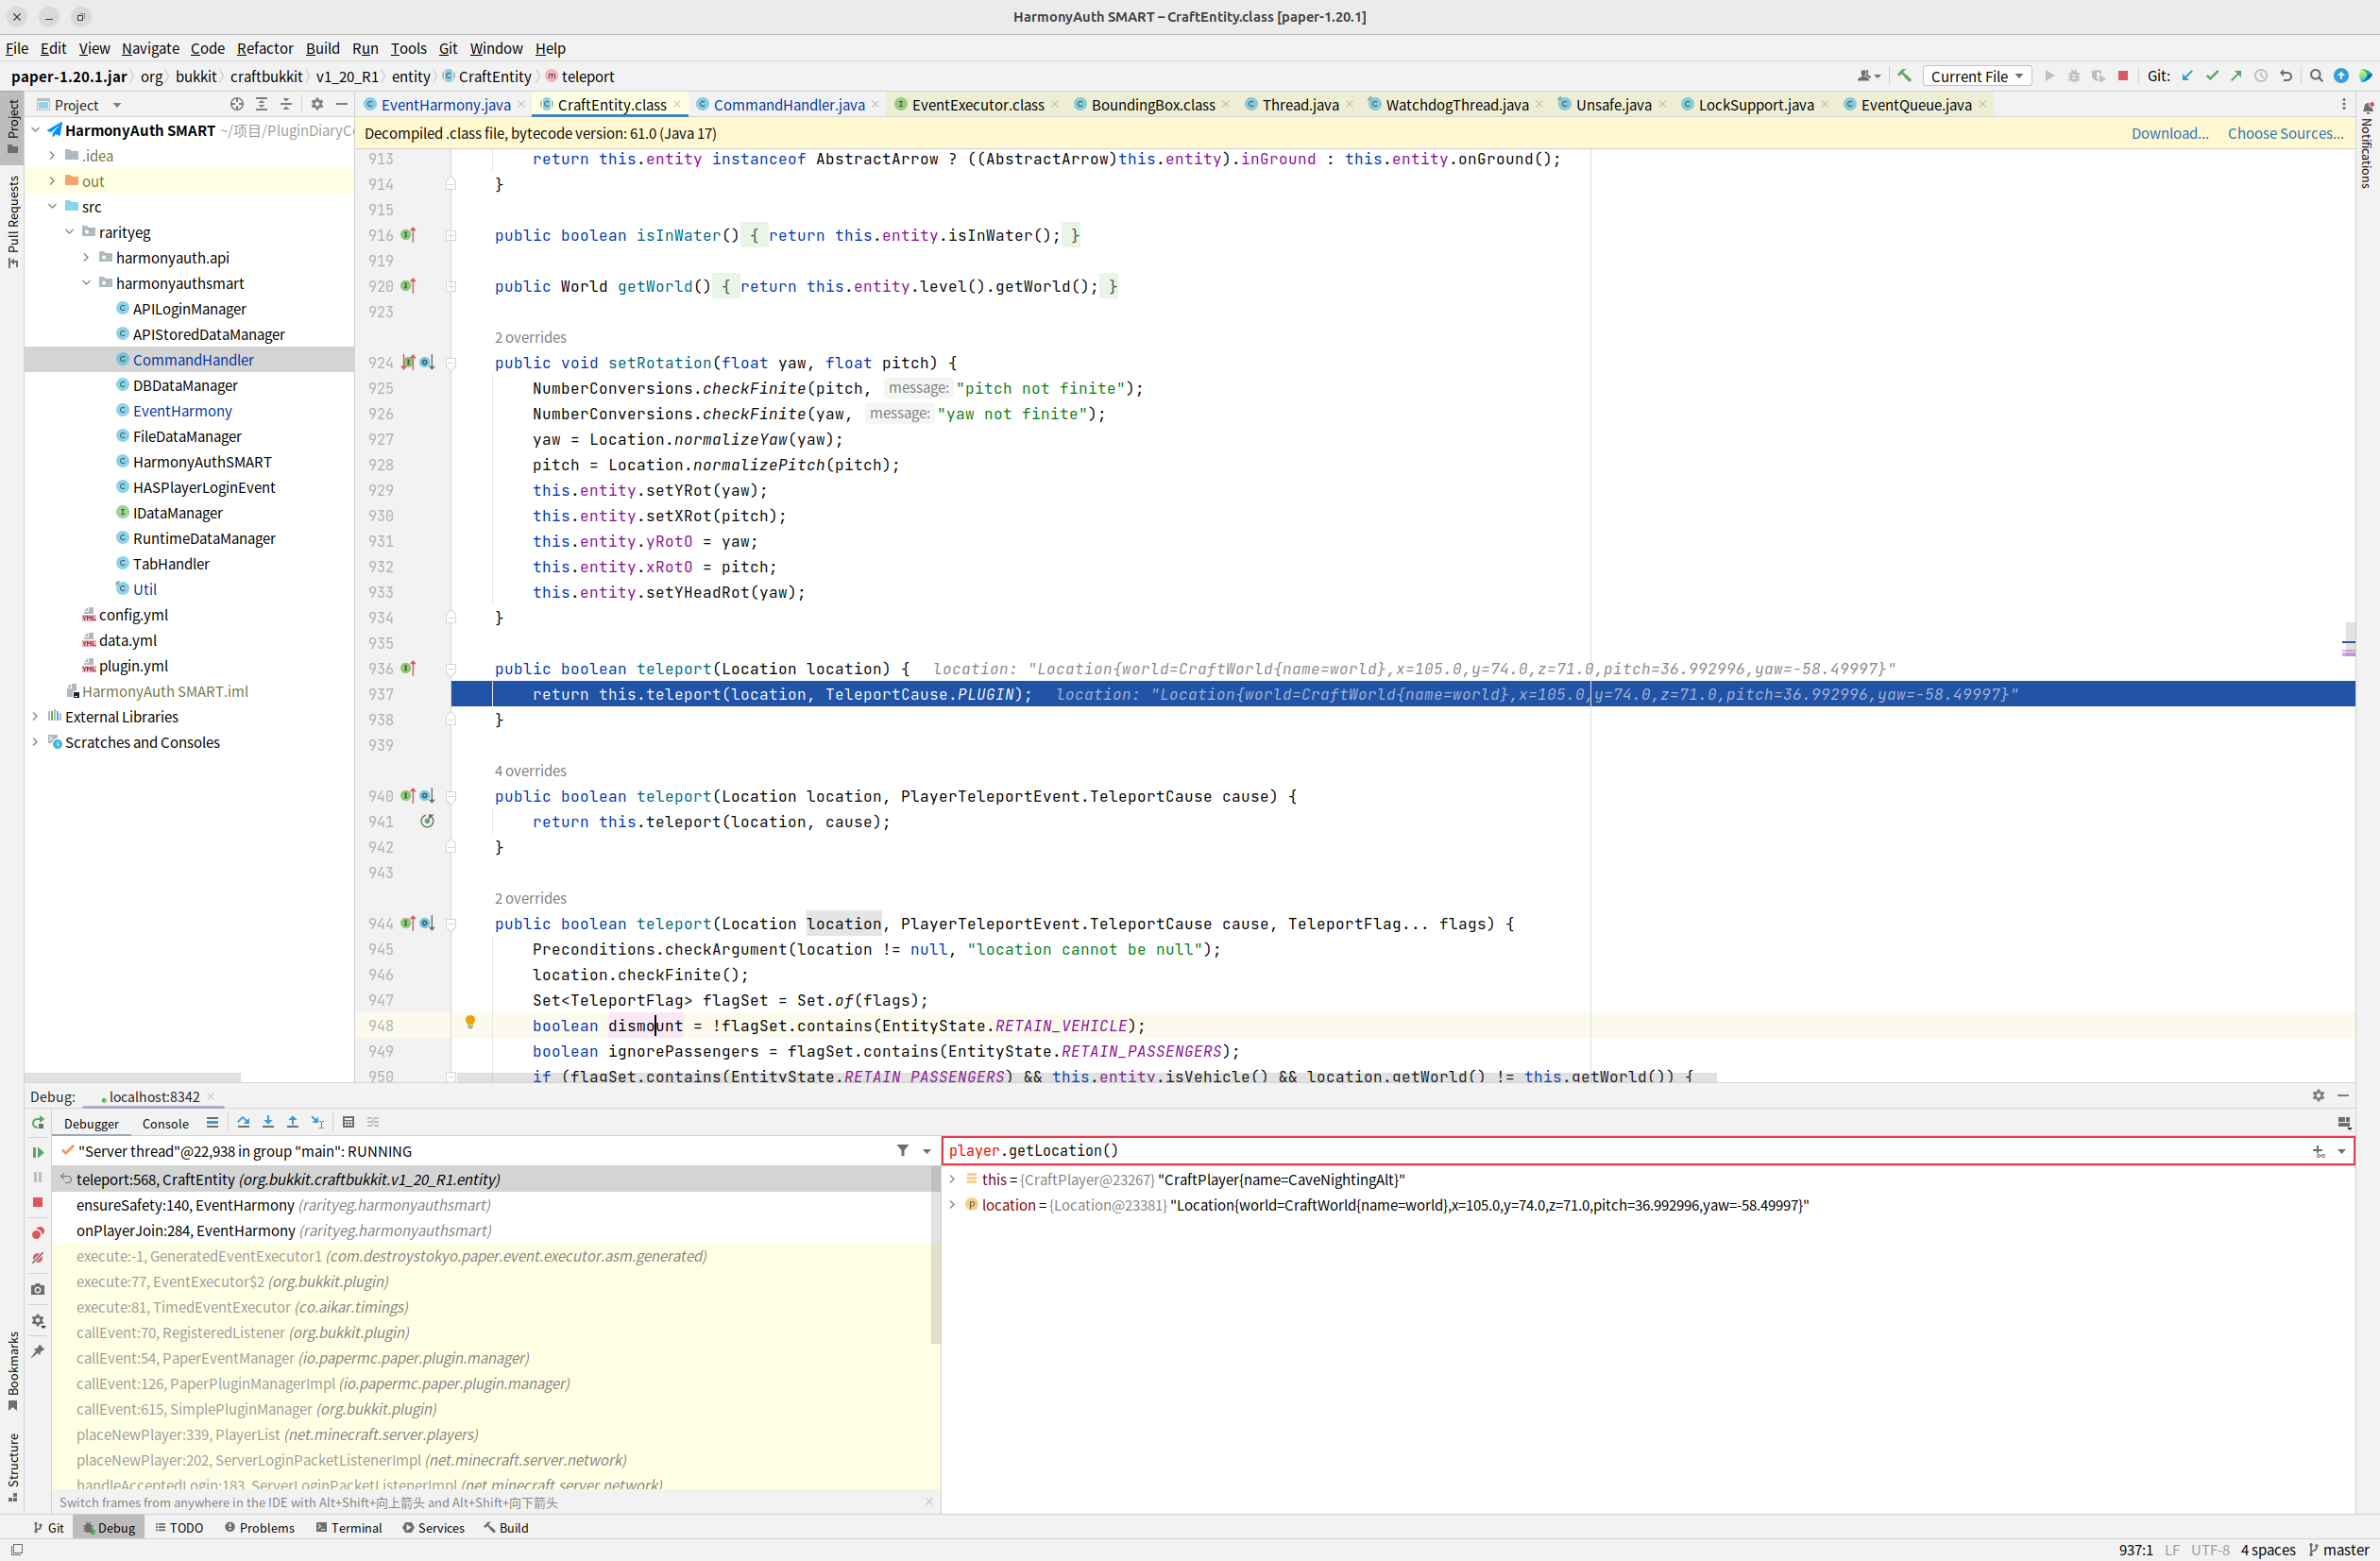 HarmonyAuth SMART – CraftEntity.class [paper-1.20.1]
File Edit View Navigate Code Refactor Build Run Tools Git Window Help
paper-1.20.1.jar org bukkit craftbukkit v1_20_R1 entity CraftEntity teleport
Current File
Git:
Project
EventHarmony.java CraftEntity.class CommandHandler.java EventExecutor.class BoundingBox.class Thread.java WatchdogThread.java Unsafe.java LockSupport.java EventQueue.java
Decompiled .class file, bytecode version: 61.0 (Java 17)
Download... Choose Sources...
Project
Pull Requests
Bookmarks
Structure
Notifications
HarmonyAuth SMART ~/项目/PluginDiaryC
.idea
out
src
rarityeg
harmonyauth.api
harmonyauthsmart
APILoginManager
APIStoredDataManager
CommandHandler
DBDataManager
EventHarmony
FileDataManager
HarmonyAuthSMART
HASPlayerLoginEvent
IDataManager
RuntimeDataManager
TabHandler
Util
config.yml
data.yml
plugin.yml
HarmonyAuth SMART.iml
External Libraries
Scratches and Consoles
913 return this.entity instanceof AbstractArrow ? ((AbstractArrow)this.entity).inGround : this.entity.onGround();
914 }
915
916 public boolean isInWater() { return this.entity.isInWater(); }
919
920 public World getWorld() { return this.entity.level().getWorld(); }
923
2 overrides
924 public void setRotation(float yaw, float pitch) {
925 NumberConversions.checkFinite(pitch, message: "pitch not finite");
926 NumberConversions.checkFinite(yaw, message: "yaw not finite");
927 yaw = Location.normalizeYaw(yaw);
928 pitch = Location.normalizePitch(pitch);
929 this.entity.setYRot(yaw);
930 this.entity.setXRot(pitch);
931 this.entity.yRotO = yaw;
932 this.entity.xRotO = pitch;
933 this.entity.setYHeadRot(yaw);
934 }
935
936 public boolean teleport(Location location) { location: "Location{world=CraftWorld{name=world},x=105.0,y=74.0,z=71.0,pitch=36.992996,yaw=-58.49997}"
937 return this.teleport(location, TeleportCause.PLUGIN); location: "Location{world=CraftWorld{name=world},x=105.0,y=74.0,z=71.0,pitch=36.992996,yaw=-58.49997}"
938 }
939
4 overrides
940 public boolean teleport(Location location, PlayerTeleportEvent.TeleportCause cause) {
941 return this.teleport(location, cause);
942 }
943
2 overrides
944 public boolean teleport(Location location, PlayerTeleportEvent.TeleportCause cause, TeleportFlag... flags) {
945 Preconditions.checkArgument(location != null, "location cannot be null");
946 location.checkFinite();
947 Set<TeleportFlag> flagSet = Set.of(flags);
948 boolean dismount = !flagSet.contains(EntityState.RETAIN_VEHICLE);
949 boolean ignorePassengers = flagSet.contains(EntityState.RETAIN_PASSENGERS);
950 if (flagSet.contains(EntityState.RETAIN_PASSENGERS) && this.entity.isVehicle() && location.getWorld() != this.getWorld()) {
Debug: localhost:8342
Debugger Console
"Server thread"@22,938 in group "main": RUNNING
teleport:568, CraftEntity (org.bukkit.craftbukkit.v1_20_R1.entity)
ensureSafety:140, EventHarmony (rarityeg.harmonyauthsmart)
onPlayerJoin:284, EventHarmony (rarityeg.harmonyauthsmart)
execute:-1, GeneratedEventExecutor1 (com.destroystokyo.paper.event.executor.asm.generated)
execute:77, EventExecutor$2 (org.bukkit.plugin)
execute:81, TimedEventExecutor (co.aikar.timings)
callEvent:70, RegisteredListener (org.bukkit.plugin)
callEvent:54, PaperEventManager (io.papermc.paper.plugin.manager)
callEvent:126, PaperPluginManagerImpl (io.papermc.paper.plugin.manager)
callEvent:615, SimplePluginManager (org.bukkit.plugin)
placeNewPlayer:339, PlayerList (net.minecraft.server.players)
placeNewPlayer:202, ServerLoginPacketListenerImpl (net.minecraft.server.network)
handleAcceptedLogin:183, ServerLoginPacketListenerImpl (net.minecraft.server.network)
Switch frames from anywhere in the IDE with Alt+Shift+向上箭头 and Alt+Shift+向下箭头
player.getLocation()
this = {CraftPlayer@23267} "CraftPlayer{name=CaveNightingAlt}"
location = {Location@23381} "Location{world=CraftWorld{name=world},x=105.0,y=74.0,z=71.0,pitch=36.992996,yaw=-58.49997}"
Git Debug TODO Problems Terminal Services Build
937:1 LF UTF-8 4 spaces master